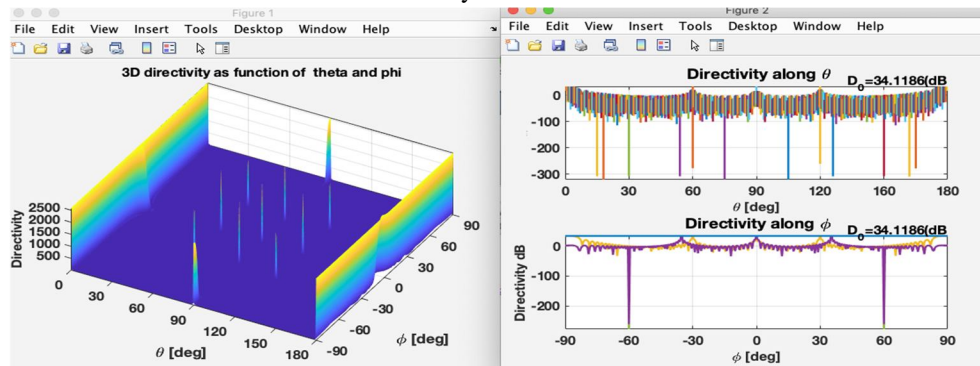 Figure 1
File Edit View Insert Tools Desktop Window Help
3D directivity as function of theta and phi
Directivity
2500
2000
1500
1000
500
0
30
60
90
120
150
180
θ [deg]
-90
-60
-30
0
30
60
90
ϕ [deg]
Figure 2
File Edit View Insert Tools Desktop Window Help
Directivity along θ
D₀=34.1186(dB
0
-100
-200
-300
0 30 60 90 120 160 180
θ [deg]
Directivity along ϕ
D₀=34.1186(dB
Directivity dB
0
-100
-200
-90 -60 -30 0 30 60 90
ϕ [deg]